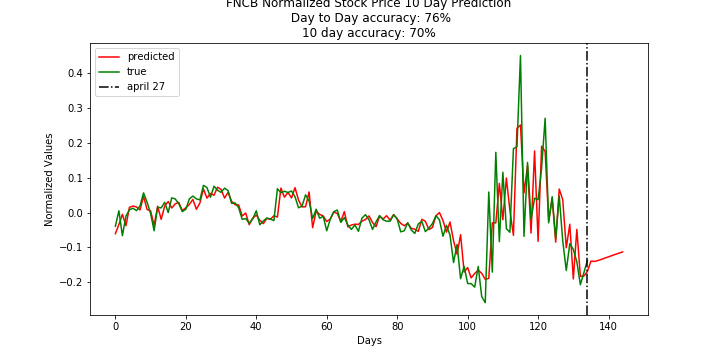 FNCB Normalized Stock Price 10 Day Prediction
Day to Day accuracy: 76%
10 day accuracy: 70%
predicted
true
april 27
Normalized Values
0.4
0.3
0.2
0.1
0.0
−0.1
−0.2
0 20 40 60 80 100 120 140
Days